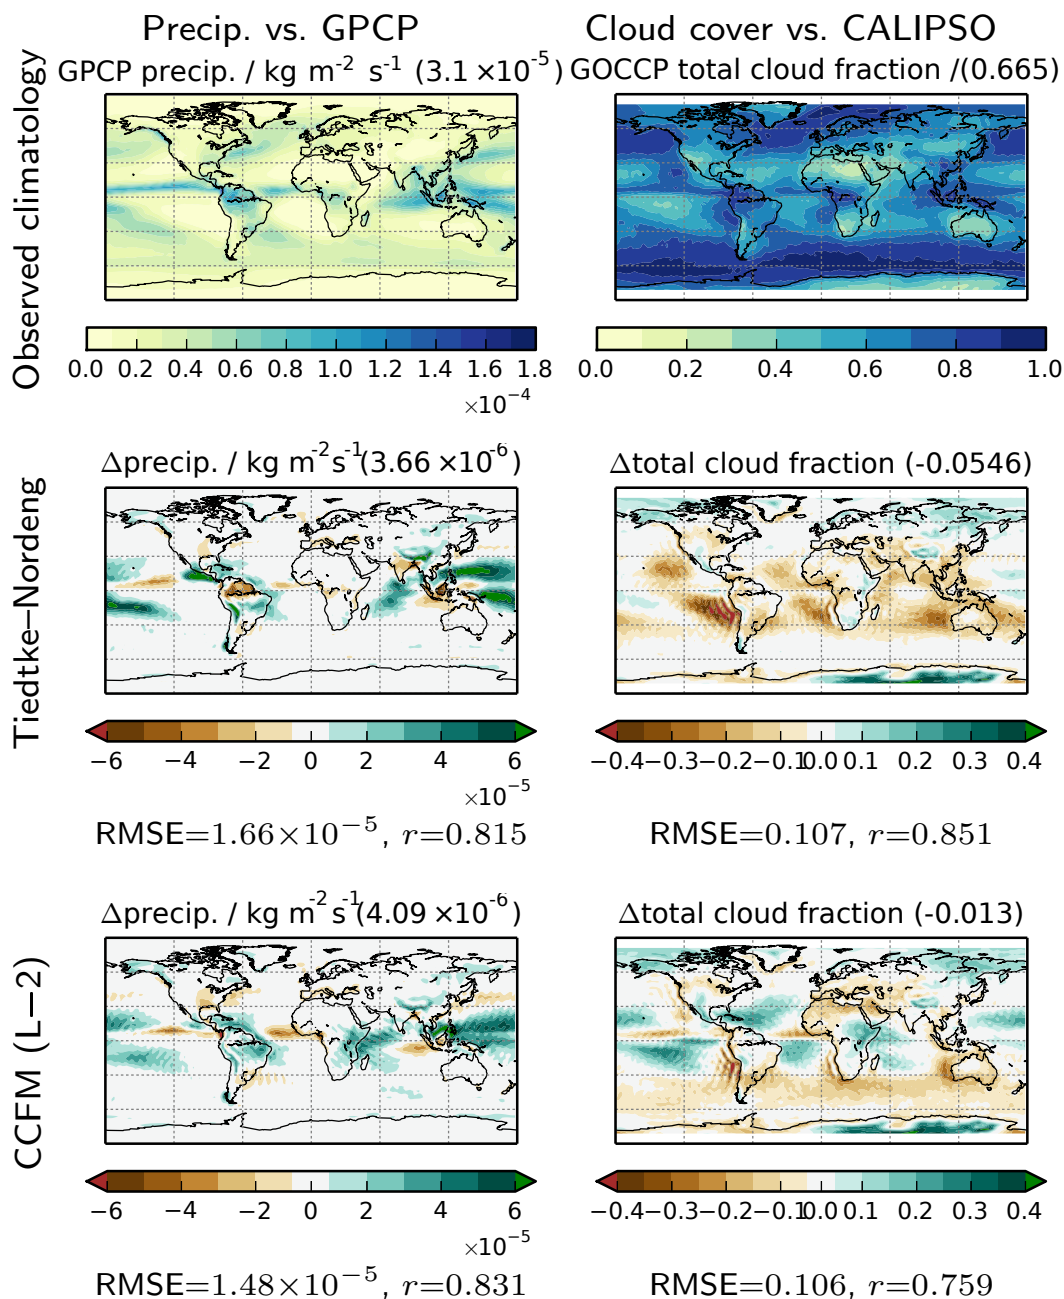 Precip. vs. GPCP
Cloud cover vs. CALIPSO
Observed climatology
GPCP precip. / kg m-2 s-1 (3.1 ×10-5)
GOCCP total cloud fraction /(0.665)
0.0 0.2 0.4 0.6 0.8 1.0 1.2 1.4 1.6 1.8
×10−4
0.0 0.2 0.4 0.6 0.8 1.0
Tiedtke–Nordeng
Δprecip. / kg m-2s-1(3.66 ×10-6)
Δtotal cloud fraction (-0.0546)
−6 −4 −2 0 2 4 6
×10−5
−0.4 −0.3 −0.2 −0.1 0.0 0.1 0.2 0.3 0.4
RMSE=1.66×10−5, r=0.815
RMSE=0.107, r=0.851
CCFM (L–2)
Δprecip. / kg m-2s-1(4.09 ×10-6)
Δtotal cloud fraction (-0.013)
−6 −4 −2 0 2 4 6
×10−5
−0.4 −0.3 −0.2 −0.1 0.0 0.1 0.2 0.3 0.4
RMSE=1.48×10−5, r=0.831
RMSE=0.106, r=0.759